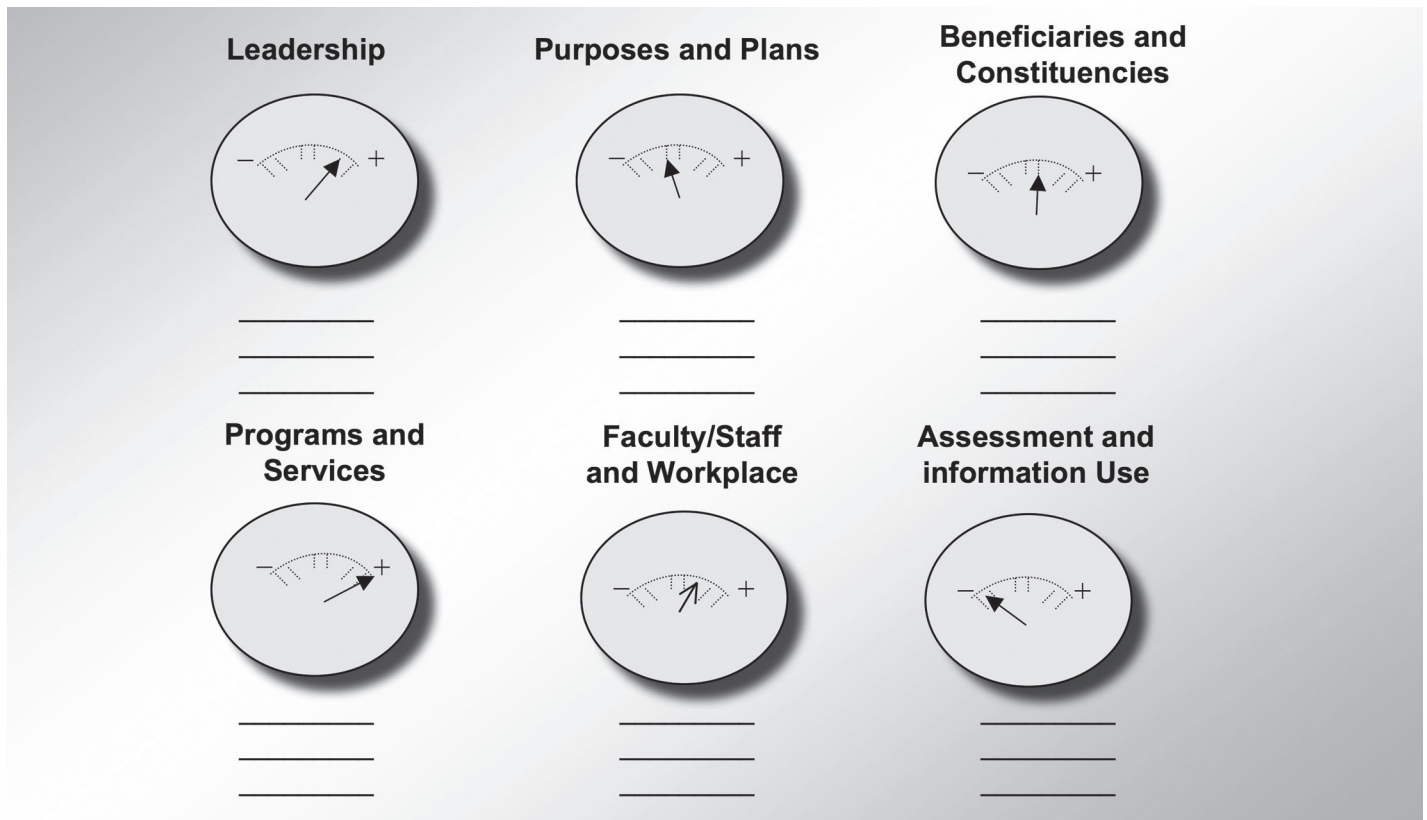 Leadership
Purposes and Plans
Beneficiaries and
Constituencies
− +
− +
− +
Programs and
Services
Faculty/Staff
and Workplace
Assessment and
information Use
− +
− +
− +